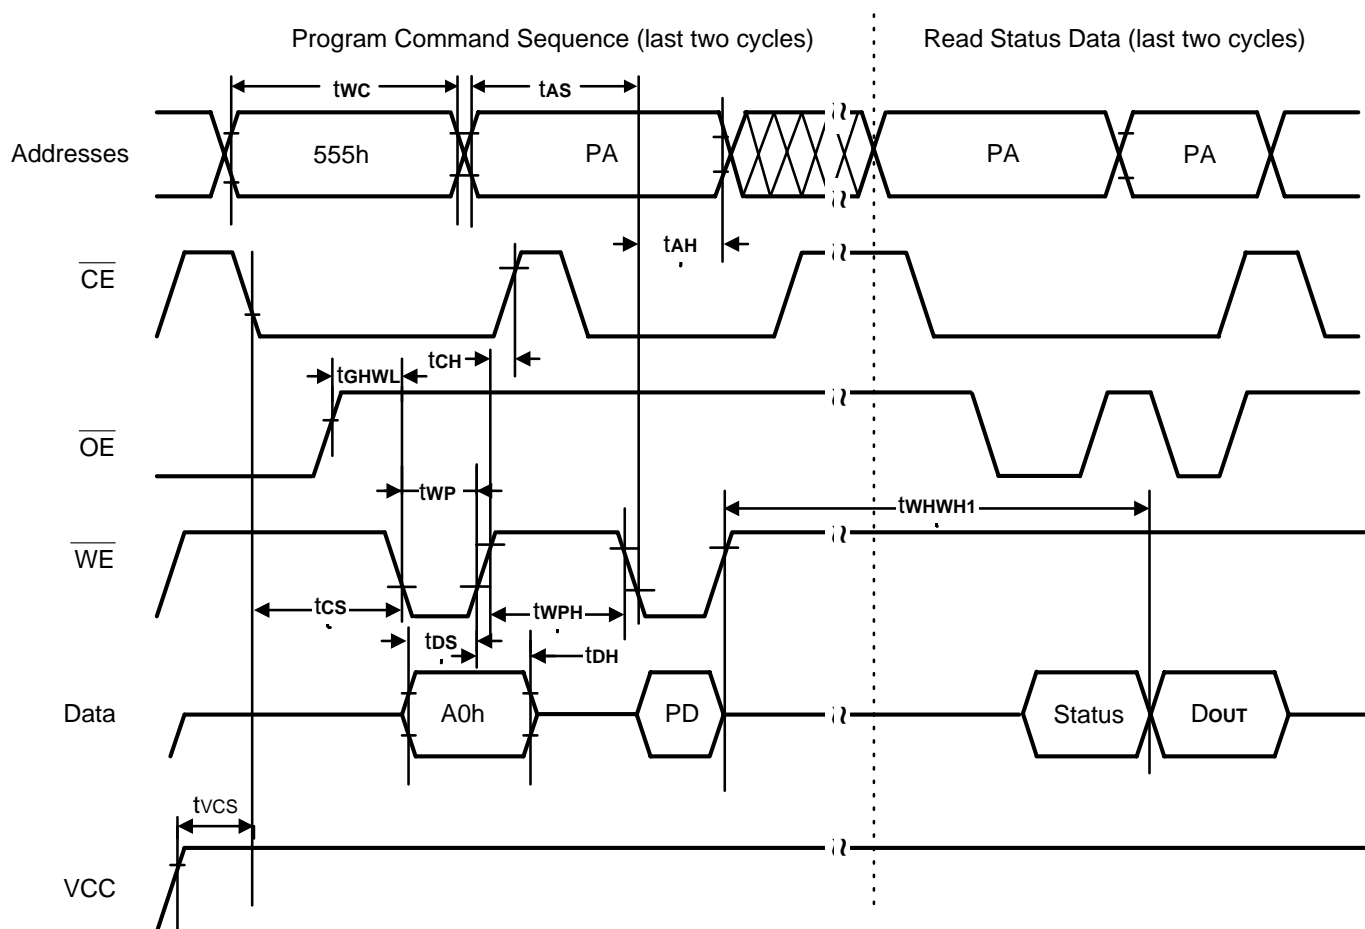 Program Command Sequence (last two cycles)
Read Status Data (last two cycles)
tWC
tAS
Addresses
555h
PA
PA
PA
tAH
CE
tCH
tGHWL
OE
tWP
tWHWH1
WE
tCS
tWPH
tDS
tDH
Data
A0h
PD
Status
DOUT
tVCS
VCC